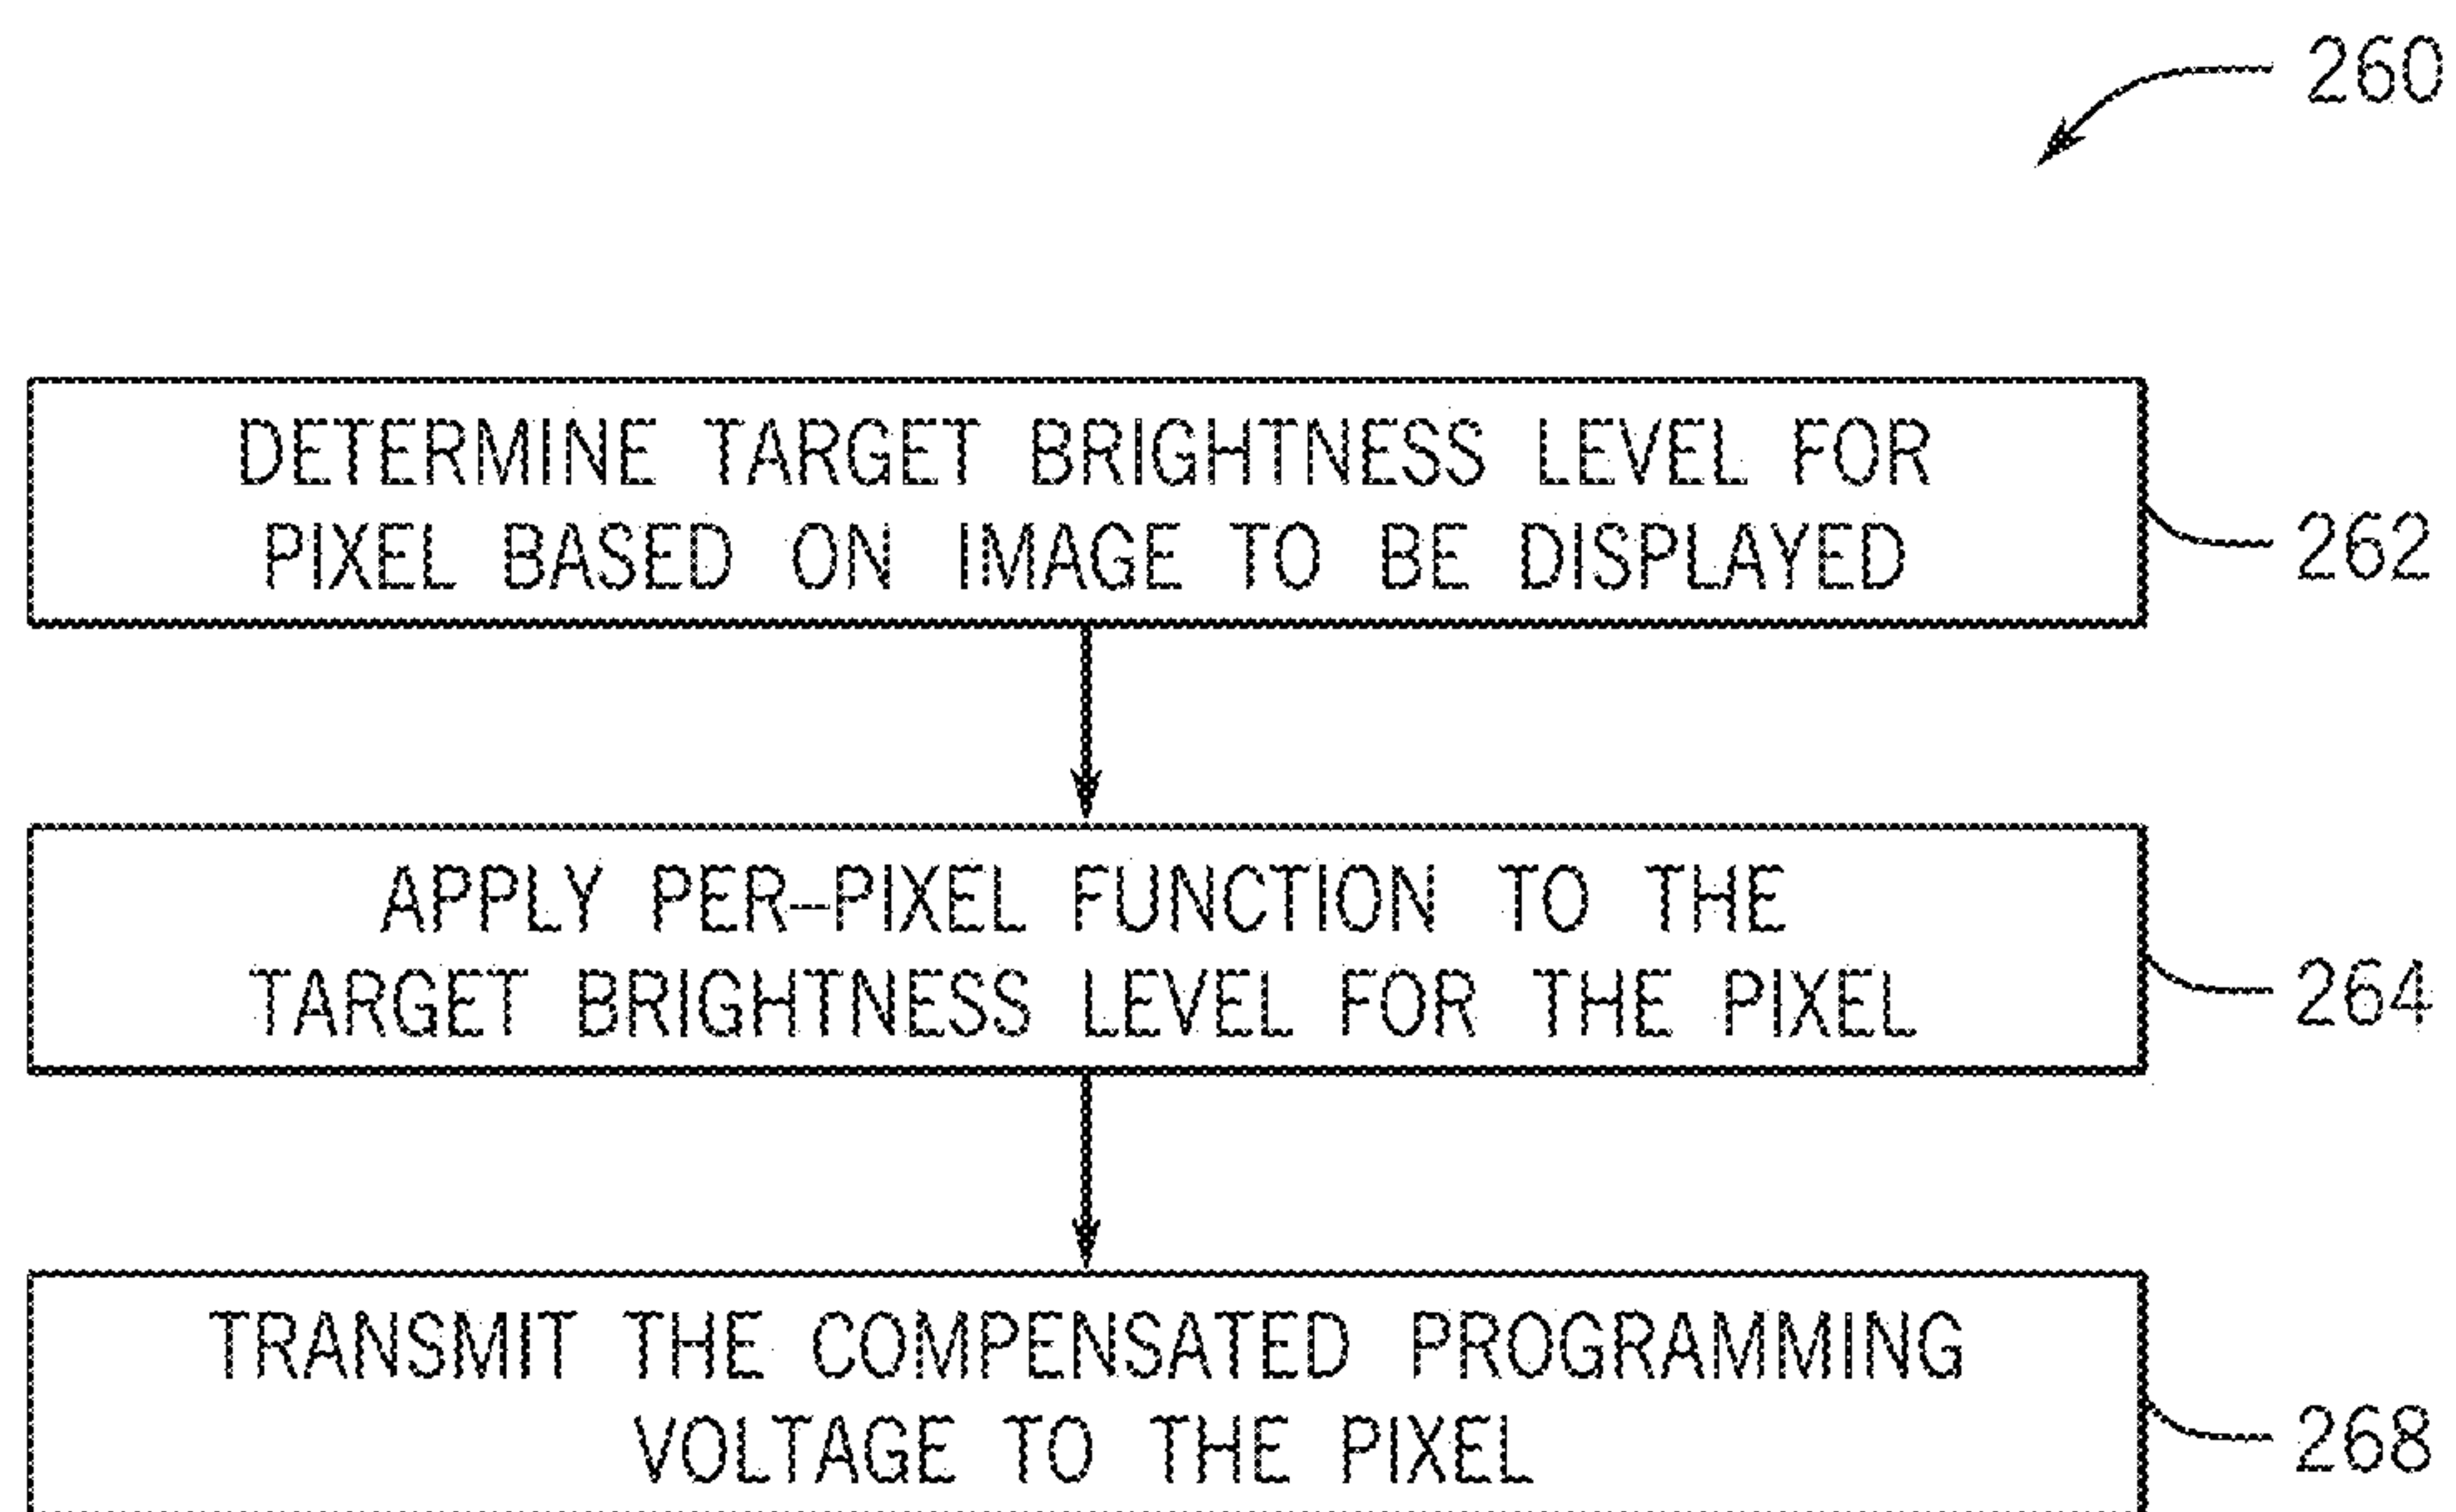 260
DETERMINE TARGET BRIGHTNESS LEVEL FOR
PIXEL BASED ON IMAGE TO BE DISPLAYED
262
APPLY PER–PIXEL FUNCTION TO THE
TARGET BRIGHTNESS LEVEL FOR THE PIXEL
264
TRANSMIT THE COMPENSATED PROGRAMMING
VOLTAGE TO THE PIXEL
268